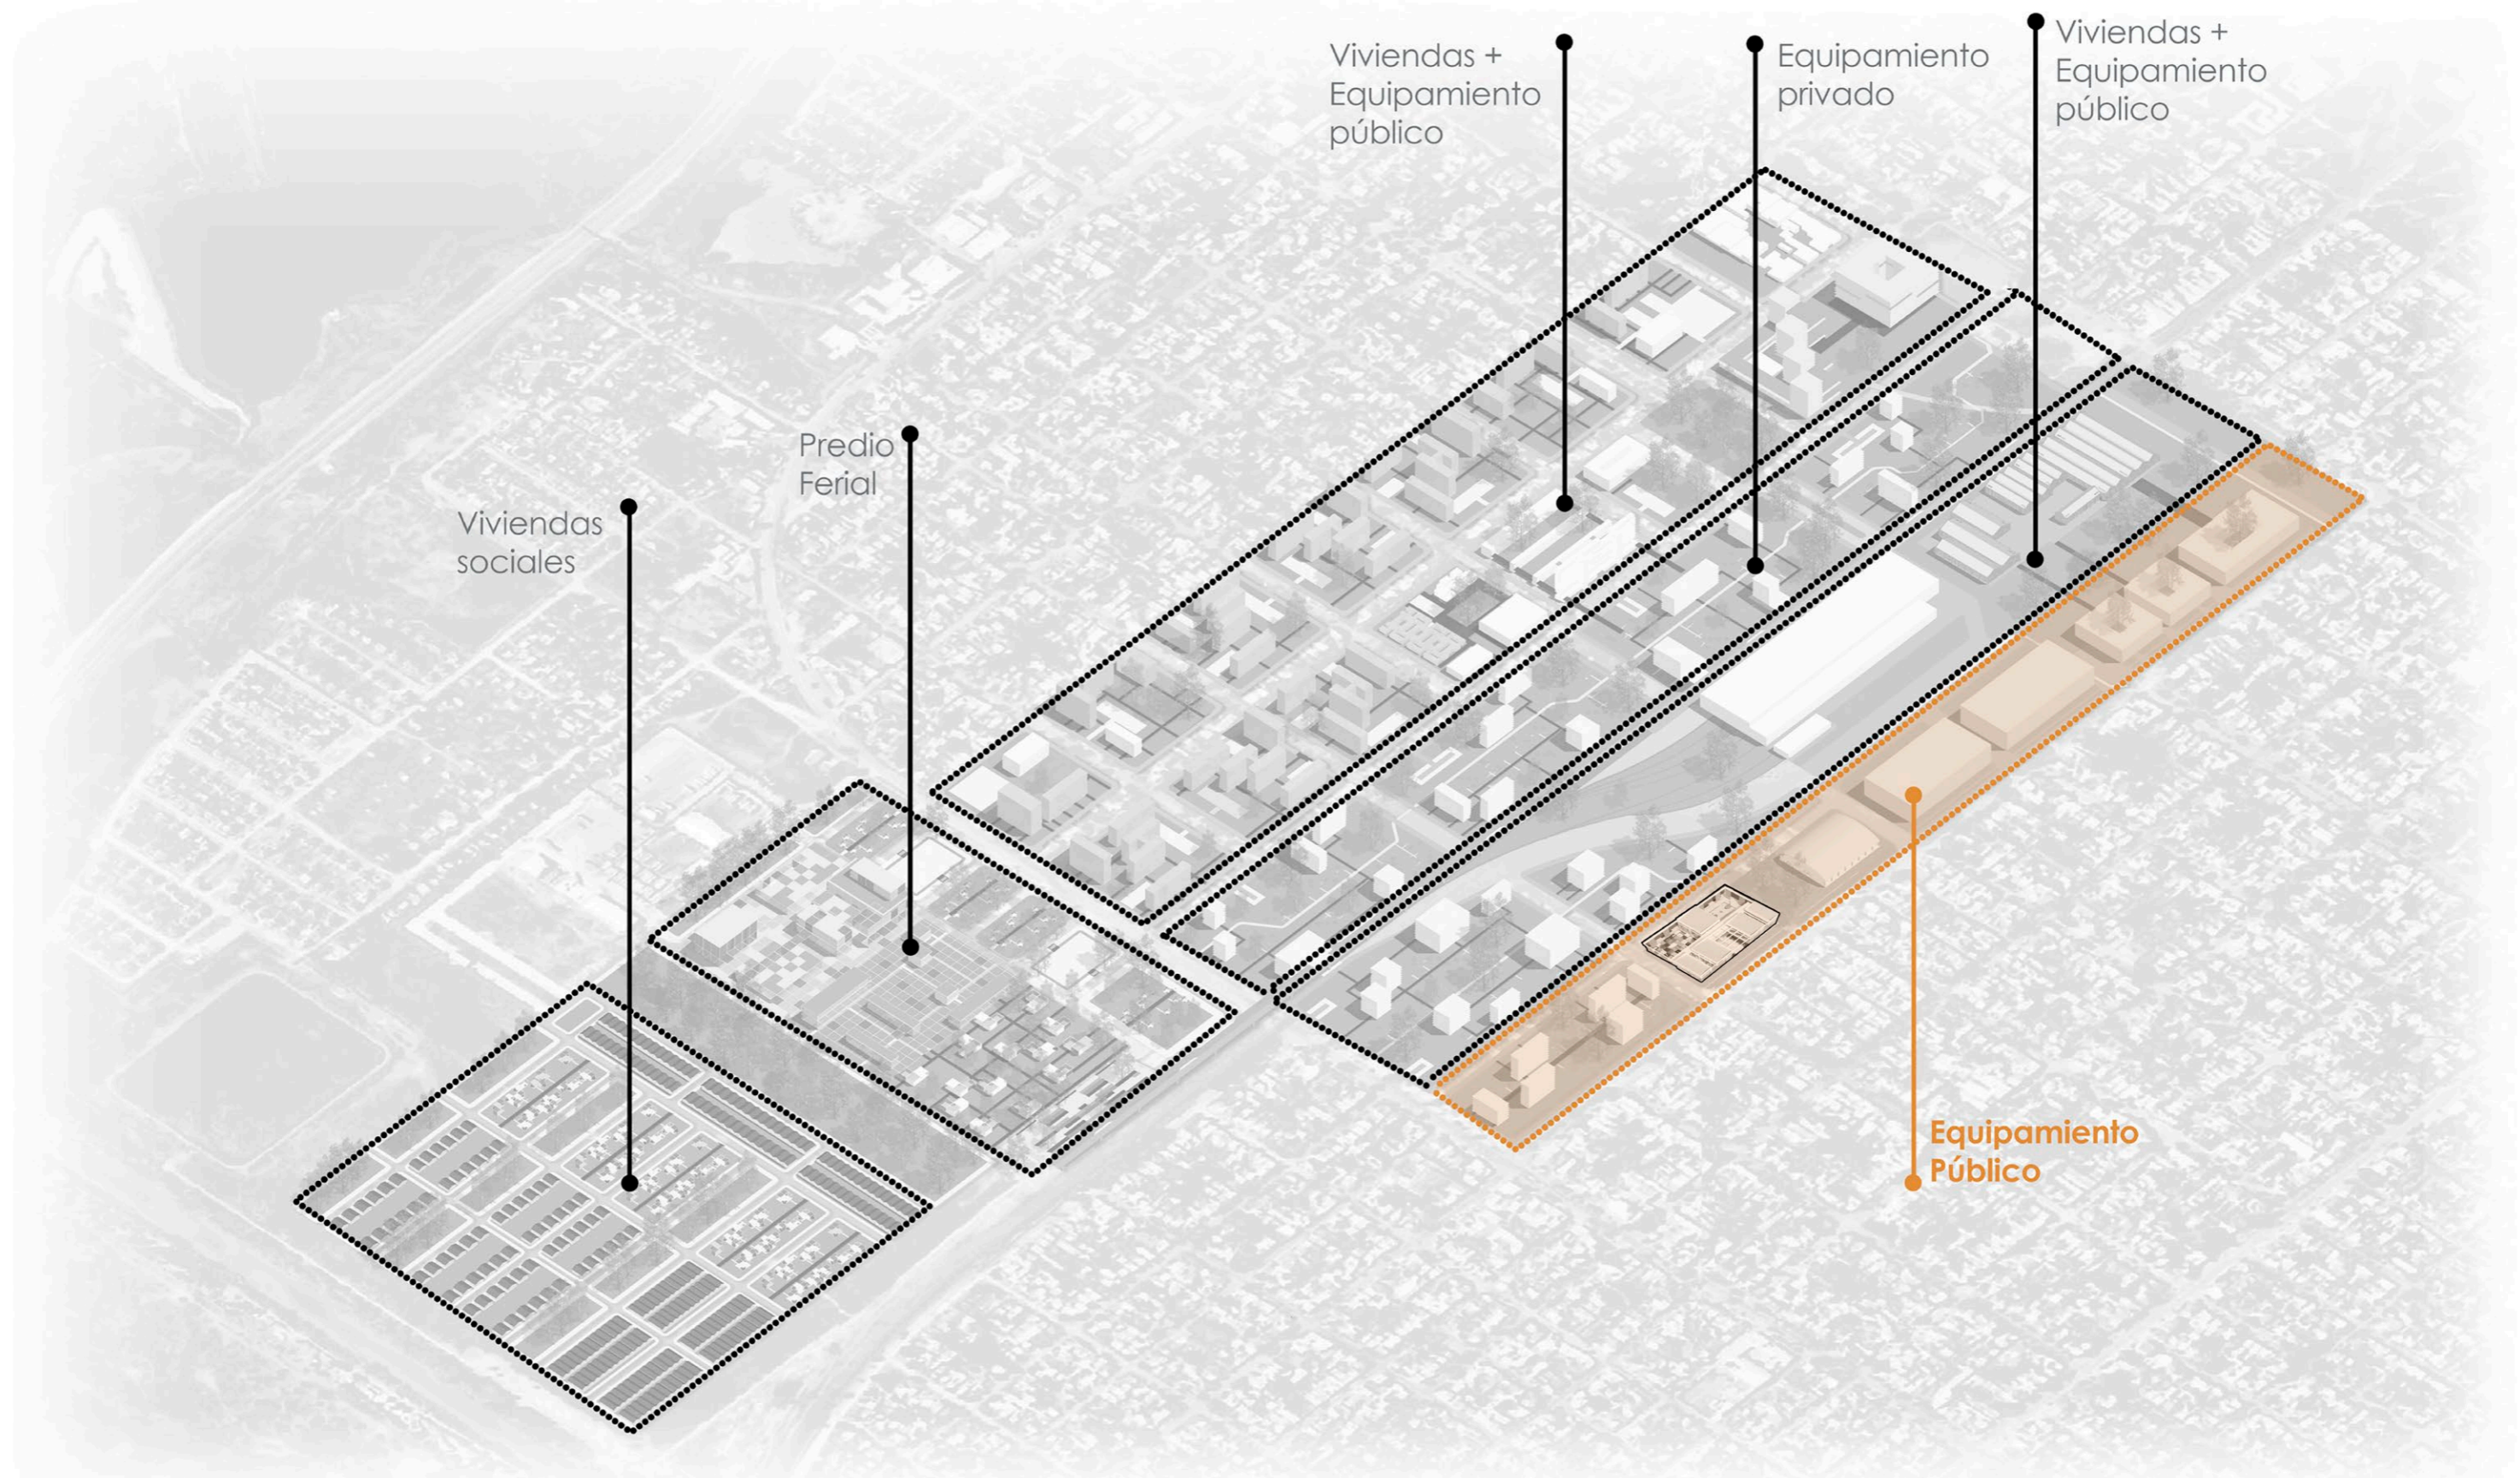 Viviendas +
Equipamiento
público
Equipamiento
privado
Viviendas +
Equipamiento
público
Predio
Ferial
Viviendas
sociales
Equipamiento
Público